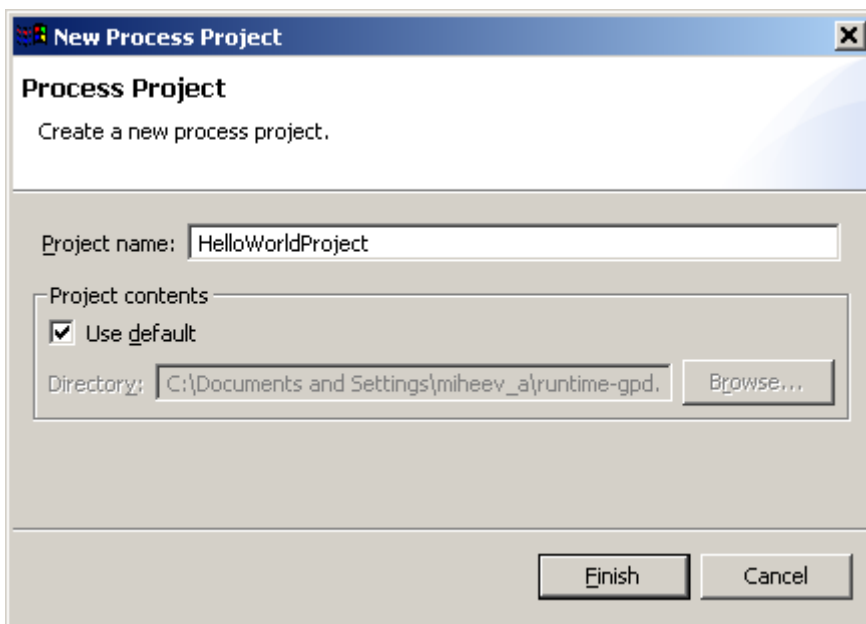 New Process Project
Process Project
Create a new process project.
Project name: HelloWorldProject
Project contents
Use default
Directory: C:\Documents and Settings\miheev_a\runtime-gpd. Browse...
Finish Cancel